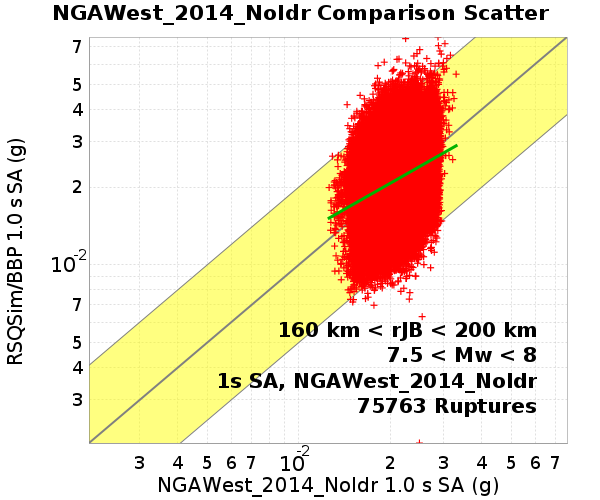 NGAWest_2014_NoIdr Comparison Scatter
7
5
4
3
2
10-2
7
5
4
3
RSQSim/BBP 1.0 s SA (g)
160 km < rJB < 200 km
7.5 < Mw < 8
1s SA, NGAWest_2014_NoIdr
75763 Ruptures
3 4 5 6 7 10-2 2 3 4 5 6 7
NGAWest_2014_NoIdr 1.0 s SA (g)